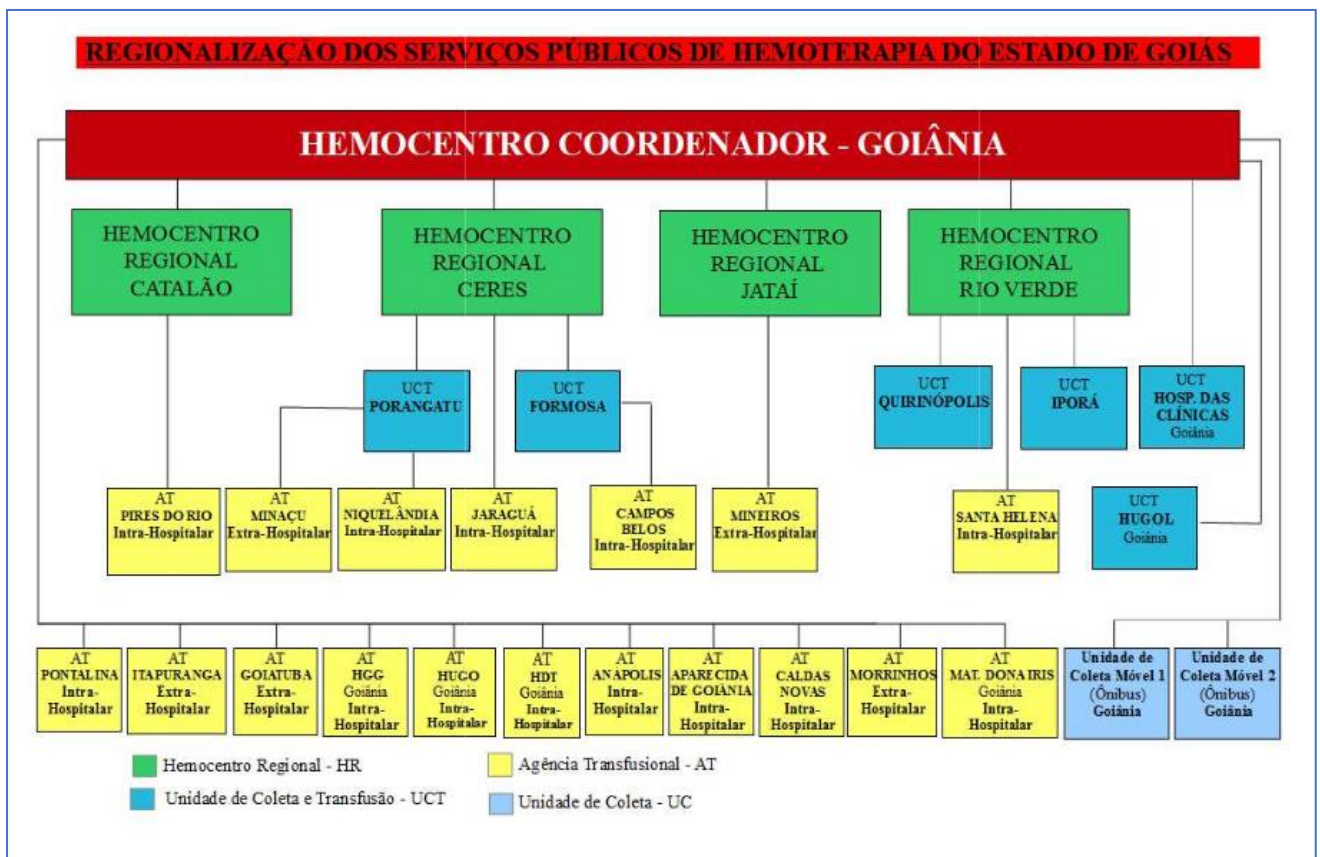 REGIONALIZAÇÃO DOS SERVIÇOS PÚBLICOS DE HEMOTERAPIA DO ESTADO DE GOIÁS
HEMOCENTRO COORDENADOR - GOIÂNIA
HEMOCENTRO
REGIONAL
CATALÃO
HEMOCENTRO
REGIONAL
CERES
HEMOCENTRO
REGIONAL
JATAÍ
HEMOCENTRO
REGIONAL
RIO VERDE
UCT
PORANGATU
UCT
FORMOSA
UCT
QUIRINÓPOLIS
UCT
IPORÁ
UCT
HOSP. DAS
CLÍNICAS
Goiânia
AT
PIRES DO RIO
Intra-Hospitalar
AT
MINAÇU
Extra-Hospitalar
AT
NIQUELÂNDIA
Intra-Hospitalar
AT
JARAGUÁ
Intra-Hospitalar
AT
CAMPOS
BELOS
Intra-Hospitalar
AT
MINEIROS
Extra-Hospitalar
AT
SANTA HELENA
Intra-Hospitalar
UCT
HUGOL
Goiânia
AT
PONTALINA
Intra-
Hospitalar
AT
ITAPURANGA
Extra-
Hospitalar
AT
GOIATUBA
Extra-
Hospitalar
AT
HGG
Goiânia
Intra-
Hospitalar
AT
HUGO
Goiânia
Intra-
Hospitalar
AT
HDT
Goiânia
Intra-
Hospitalar
AT
ANÁPOLIS
Intra-
Hospitalar
AT
APARECIDA
DE GOIÂNIA
Intra-
Hospitalar
AT
CALDAS
NOVAS
Intra-
Hospitalar
AT
MORRINHOS
Extra-
Hospitalar
AT
MAT. DONA IRIS
Goiânia
Intra-
Hospitalar
Unidade de
Coleta Móvel 1
(Ônibus)
Goiânia
Unidade de
Coleta Móvel 2
(Ônibus)
Goiânia
Hemocentro Regional - HR
Agência Transfusional - AT
Unidade de Coleta e Transfusão - UCT
Unidade de Coleta - UC